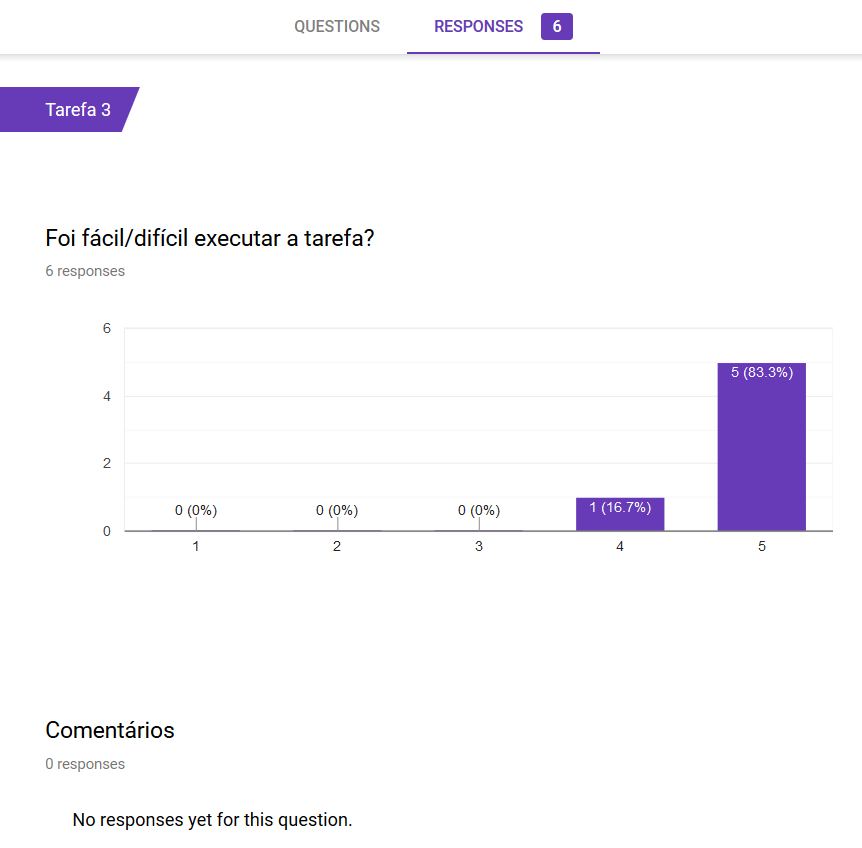 QUESTIONS RESPONSES 6
Tarefa 3
Foi fácil/difícil executar a tarefa?
6 responses
6
4
2
0
0 (0%) 0 (0%) 0 (0%) 1 (16.7%) 5 (83.3%)
1 2 3 4 5
Comentários
0 responses
No responses yet for this question.